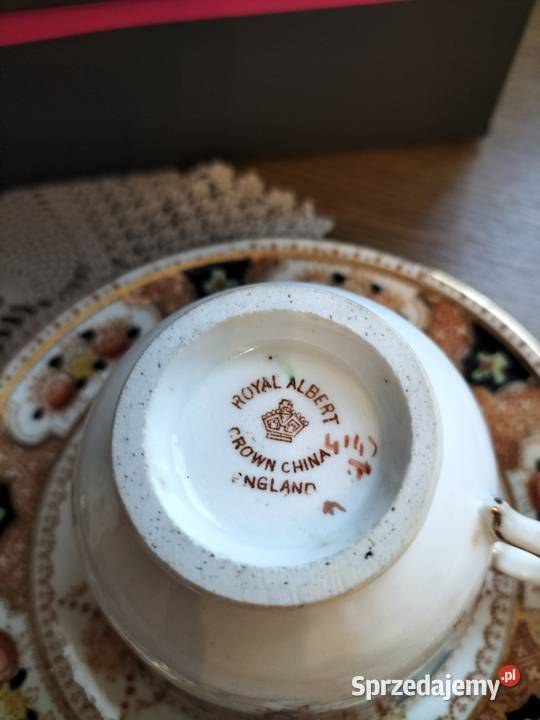 ROYAL ALBERT
CROWN CHINA
ENGLAND
Sprzedajemy.pl